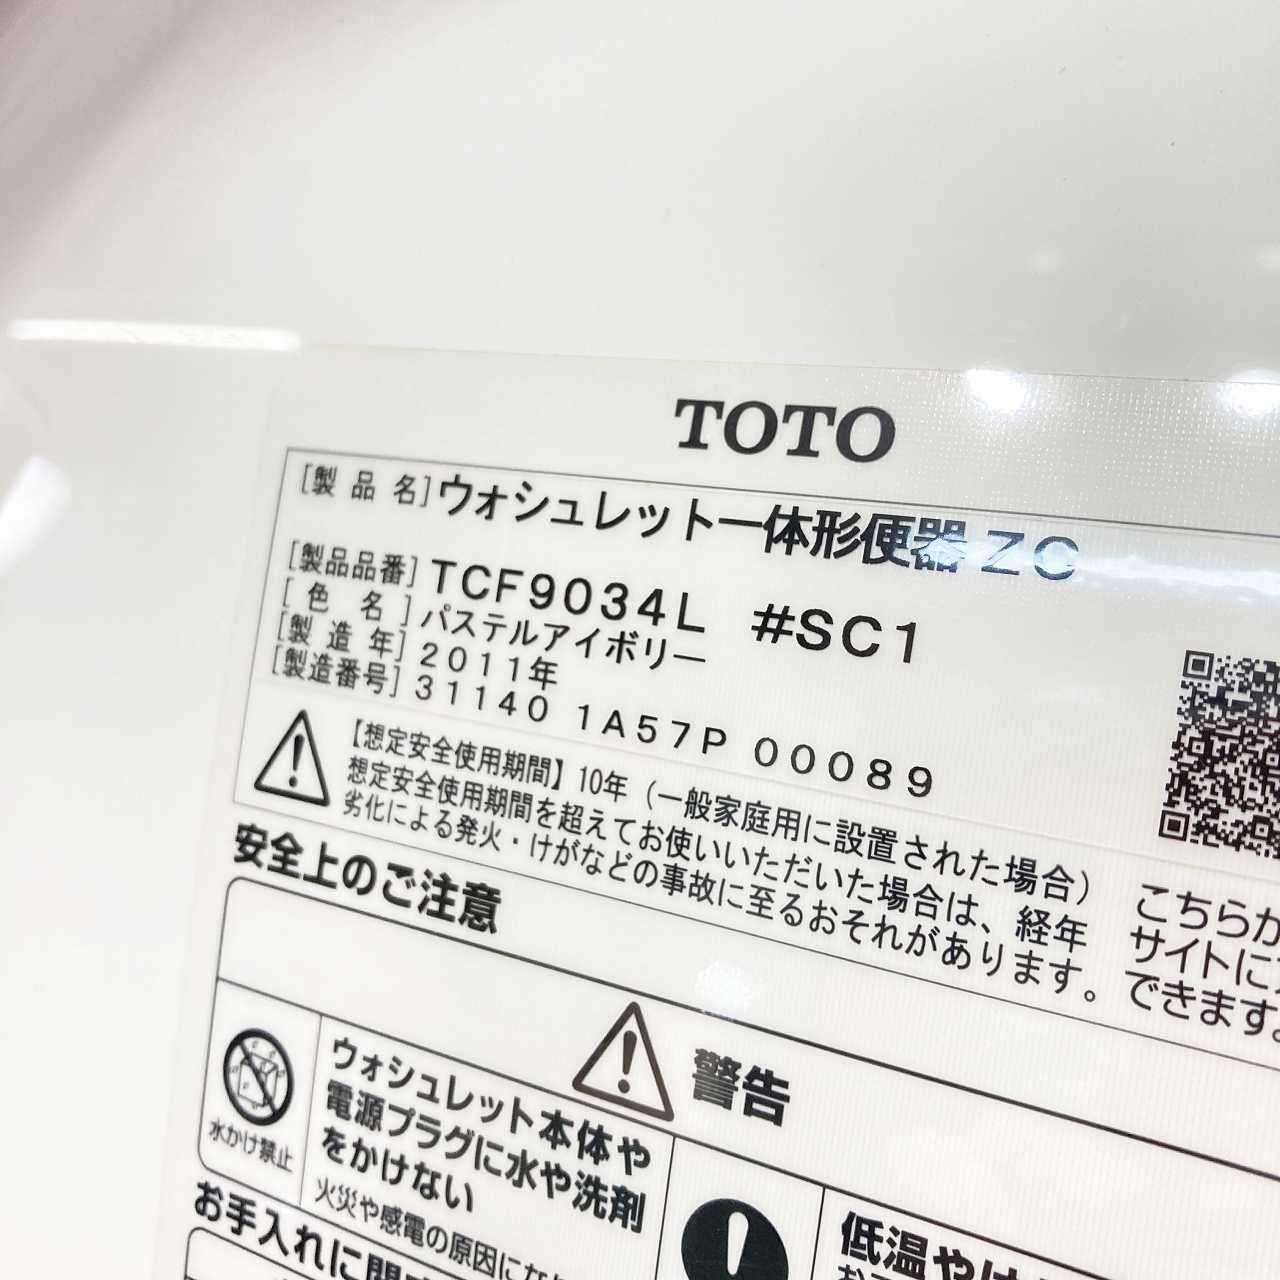 TOTO
[製品名]ウォシュレット一体形便器 ZC
[製品品番] TCF9034L #SC1
[色名] パステルアイボリー
[製造年] 2011年
[製造番号] 31140 1A57P 00089
【想定安全使用期間】10年（一般家庭用に設置された場合）
想定安全使用期間を超えてお使いいただいた場合は、経年
劣化による発火・けがなどの事故に至るおそれがあります。
こちらか
サイトに
できます。
安全上のご注意
警告
水かけ禁止
ウォシュレット本体や
電源プラグに水や洗剤
をかけない
火災や感電の原因にな
低温や
お手入れに